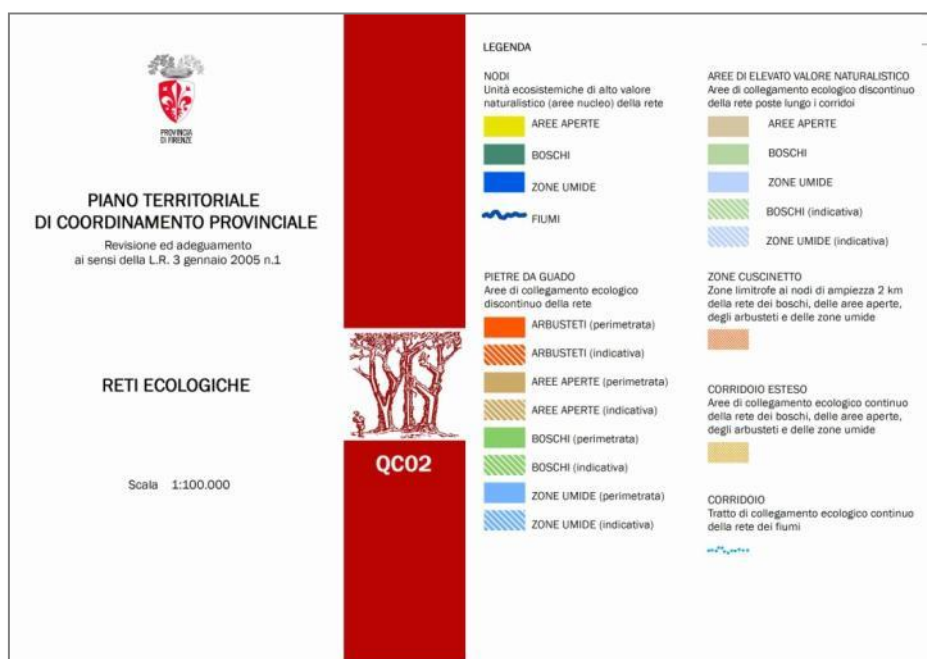 PROVINCIA
DI FIRENZE
PIANO TERRITORIALE
DI COORDINAMENTO PROVINCIALE
Revisione ed adeguamento
ai sensi della L.R. 3 gennaio 2005 n.1
RETI ECOLOGICHE
Scala 1:100.000
QC02
LEGENDA
NODI
Unità ecosistemiche di alto valore
naturalistico (aree nucleo) della rete
AREE APERTE
BOSCHI
ZONE UMIDE
FIUMI
PIETRE DA GUADO
Aree di collegamento ecologico
discontinuo della rete
ARBUSTETI (perimetrata)
ARBUSTETI (indicativa)
AREE APERTE (perimetrata)
AREE APERTE (indicativa)
BOSCHI (perimetrata)
BOSCHI (indicativa)
ZONE UMIDE (perimetrata)
ZONE UMIDE (indicativa)
AREE DI ELEVATO VALORE NATURALISTICO
Aree di collegamento ecologico discontinuo
della rete poste lungo i corridoi
AREE APERTE
BOSCHI
ZONE UMIDE
BOSCHI (indicativa)
ZONE UMIDE (indicativa)
ZONE CUSCINETTO
Zone limitrofe ai nodi di ampiezza 2 km
della rete dei boschi, delle aree aperte,
degli arbusteti e delle zone umide
CORRIDOIO ESTESO
Aree di collegamento ecologico continuo
della rete dei boschi, delle aree aperte,
degli arbusteti e delle zone umide
CORRIDOIO
Tratto di collegamento ecologico continuo
della rete dei fiumi